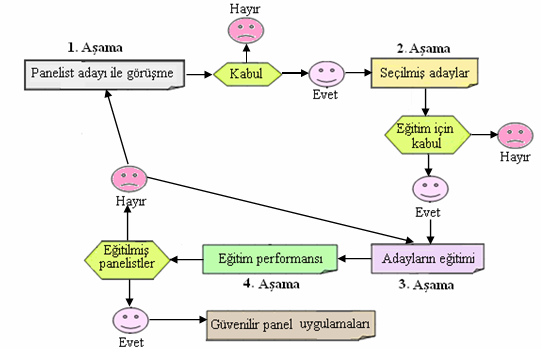 Hayır
1. Aşama
2. Aşama
Panelist adayı ile görüşme
Kabul
Evet
Seçilmiş adaylar
Eğitim için
kabul
Hayır
Evet
Hayır
Eğitilmiş
panelistler
Eğitim performansı
Adayların eğitimi
4. Aşama
3. Aşama
Evet
Güvenilir panel uygulamaları